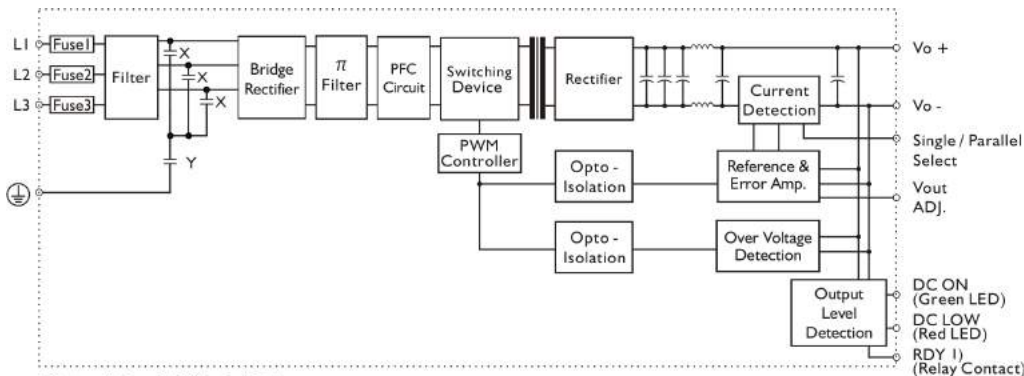 L1
Fuse1
L2
Fuse2
L3
Fuse3
Filter
X
X
X
Y
Bridge
Rectifier
π
Filter
PFC
Circuit
Switching
Device
Rectifier
Current
Detection
PWM
Controller
Opto -
Isolation
Reference &
Error Amp.
Opto -
Isolation
Over Voltage
Detection
Output
Level
Detection
Vo +
Vo -
Single / Parallel
Select
Vout
ADJ.
DC ON
(Green LED)
DC LOW
(Red LED)
RDY 1)
(Relay Contact)